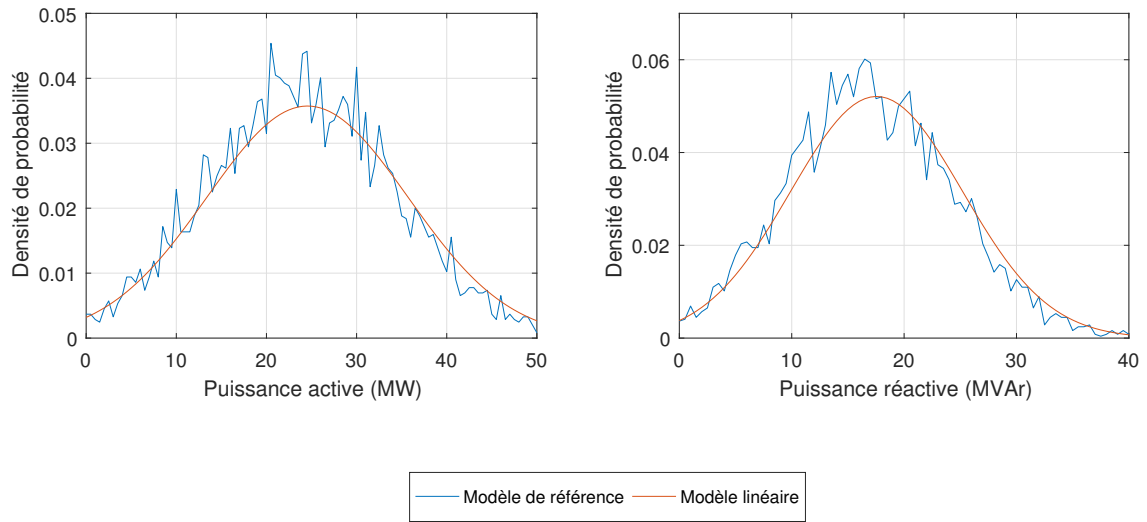 0.05
0.04
0.03
0.02
0.01
0
Densité de probabilité
0 10 20 30 40 50
Puissance active (MW)
0.06
0.04
0.02
0
Densité de probabilité
0 10 20 30 40
Puissance réactive (MVAr)
Modèle de référence Modèle linéaire